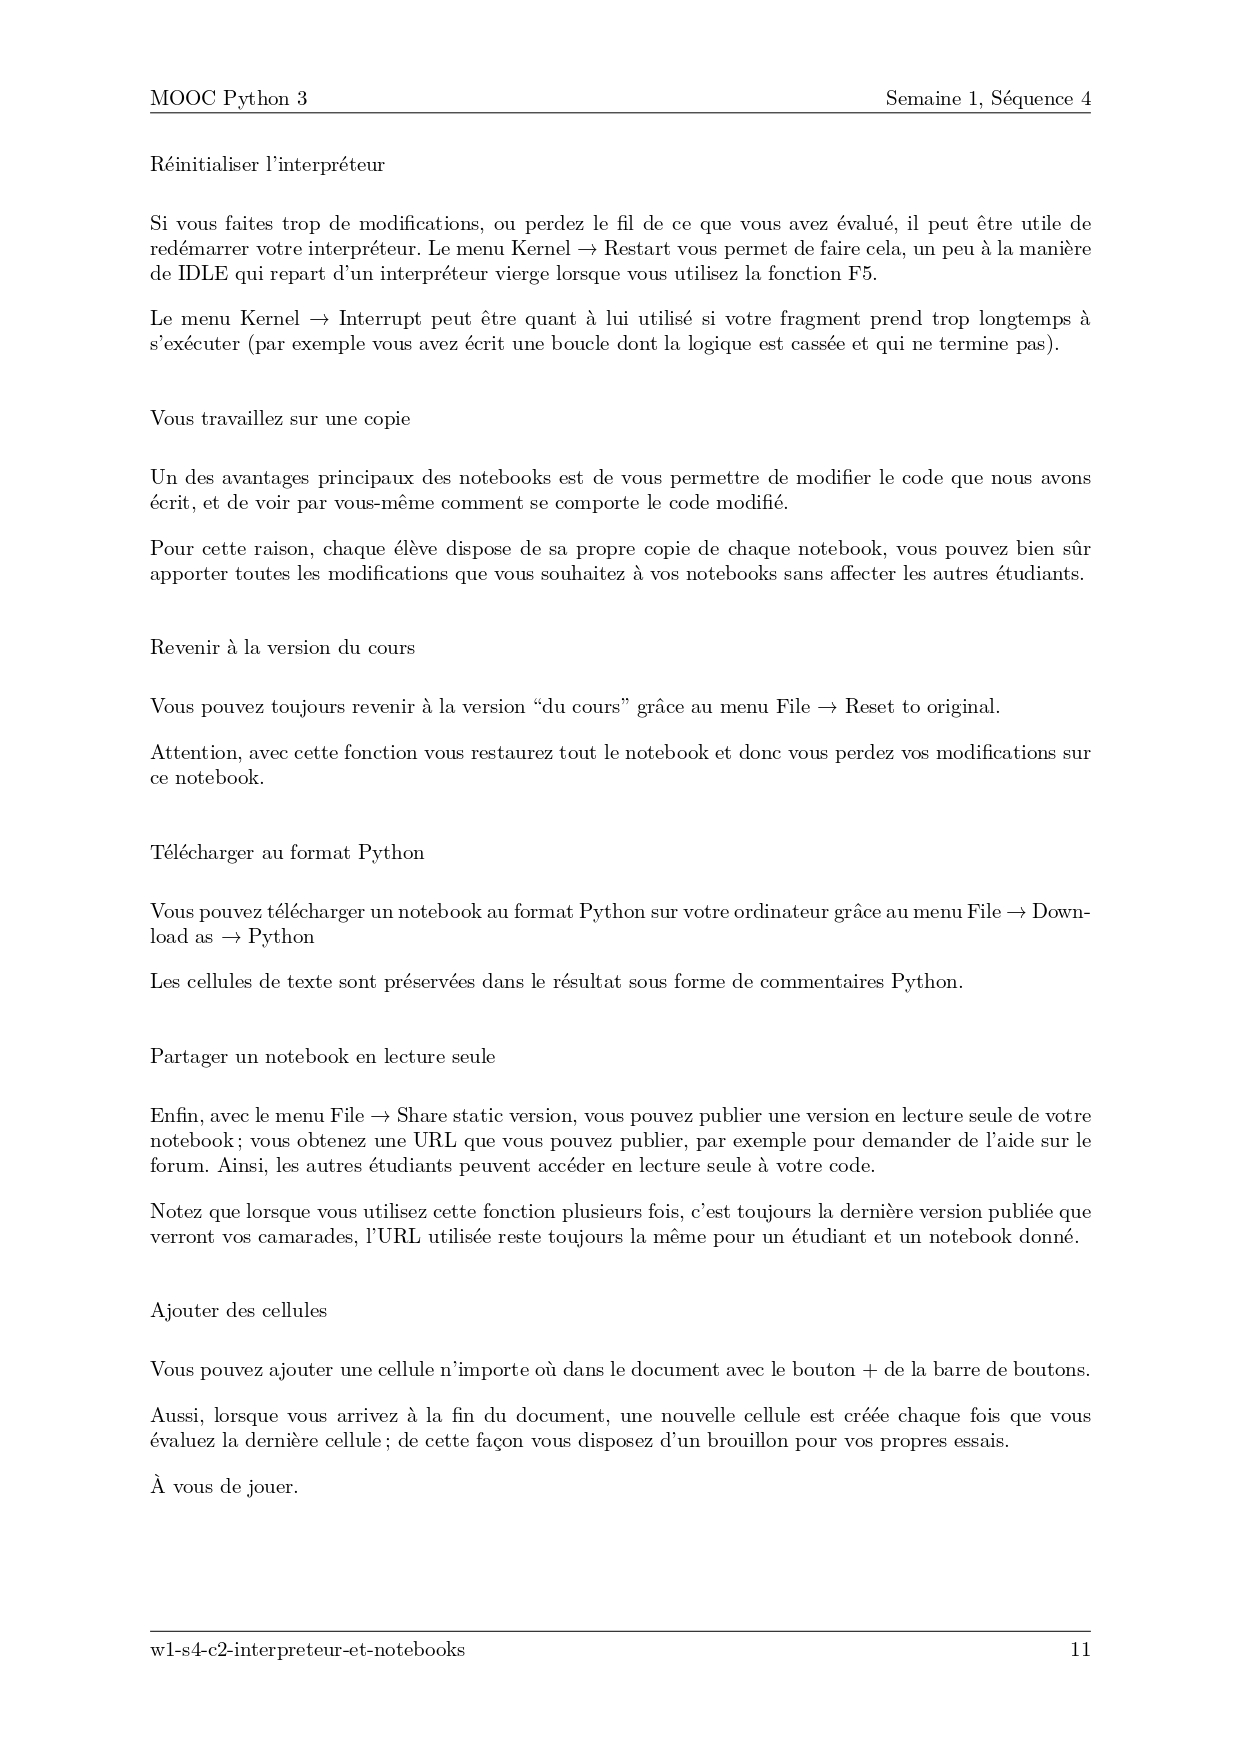 MOOC Python 3
Semaine 1, Séquence 4
Réinitialiser l'interpréteur
Si vous faites trop de modifications, ou perdez le fil de ce que vous avez évalué, il peut être utile de
redémarrer votre interpréteur. Le menu Kernel → Restart vous permet de faire cela, un peu à la manière
de IDLE qui repart d'un interpréteur vierge lorsque vous utilisez la fonction F5.
Le menu Kernel → Interrupt peut être quant à lui utilisé si votre fragment prend trop longtemps à
s'exécuter (par exemple vous avez écrit une boucle dont la logique est cassée et qui ne termine pas).
Vous travaillez sur une copie
Un des avantages principaux des notebooks est de vous permettre de modifier le code que nous avons
écrit, et de voir par vous-même comment se comporte le code modifié.
Pour cette raison, chaque élève dispose de sa propre copie de chaque notebook, vous pouvez bien sûr
apporter toutes les modifications que vous souhaitez à vos notebooks sans affecter les autres étudiants.
Revenir à la version du cours
Vous pouvez toujours revenir à la version “du cours” grâce au menu File → Reset to original.
Attention, avec cette fonction vous restaurez tout le notebook et donc vous perdez vos modifications sur
ce notebook.
Télécharger au format Python
Vous pouvez télécharger un notebook au format Python sur votre ordinateur grâce au menu File → Down-
load as → Python
Les cellules de texte sont préservées dans le résultat sous forme de commentaires Python.
Partager un notebook en lecture seule
Enfin, avec le menu File → Share static version, vous pouvez publier une version en lecture seule de votre
notebook ; vous obtenez une URL que vous pouvez publier, par exemple pour demander de l'aide sur le
forum. Ainsi, les autres étudiants peuvent accéder en lecture seule à votre code.
Notez que lorsque vous utilisez cette fonction plusieurs fois, c'est toujours la dernière version publiée que
verront vos camarades, l'URL utilisée reste toujours la même pour un étudiant et un notebook donné.
Ajouter des cellules
Vous pouvez ajouter une cellule n'importe où dans le document avec le bouton + de la barre de boutons.
Aussi, lorsque vous arrivez à la fin du document, une nouvelle cellule est créée chaque fois que vous
évaluez la dernière cellule ; de cette façon vous disposez d'un brouillon pour vos propres essais.
À vous de jouer.
w1-s4-c2-interpreteur-et-notebooks
11